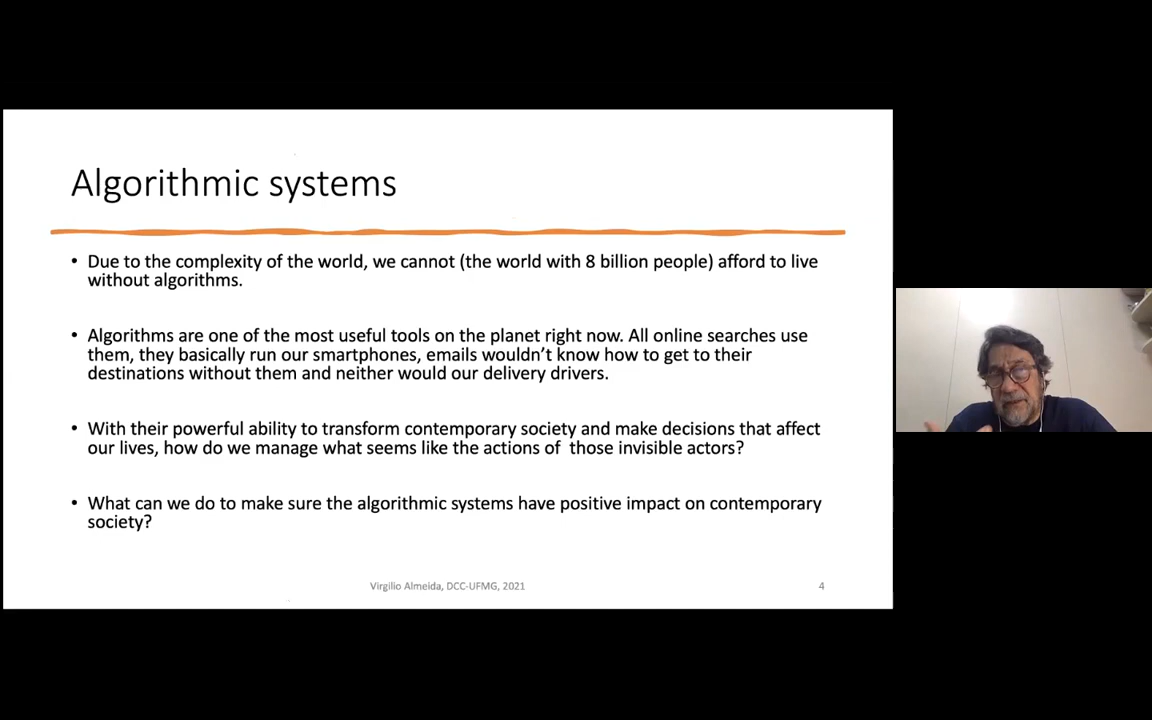 Algorithmic systems
• Due to the complexity of the world, we cannot (the world with 8 billion people) afford to live
without algorithms.
• Algorithms are one of the most useful tools on the planet right now. All online searches use
them, they basically run our smartphones, emails wouldn’t know how to get to their
destinations without them and neither would our delivery drivers.
• With their powerful ability to transform contemporary society and make decisions that affect
our lives, how do we manage what seems like the actions of  those invisible actors?
• What can we do to make sure the algorithmic systems have positive impact on contemporary
society?
Virgilio Almeida, DCC-UFMG, 2021
4